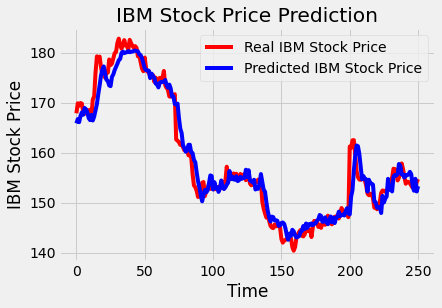 IBM Stock Price Prediction
Real IBM Stock Price
Predicted IBM Stock Price
IBM Stock Price
180
170
160
150
140
0 50 100 150 200 250
Time